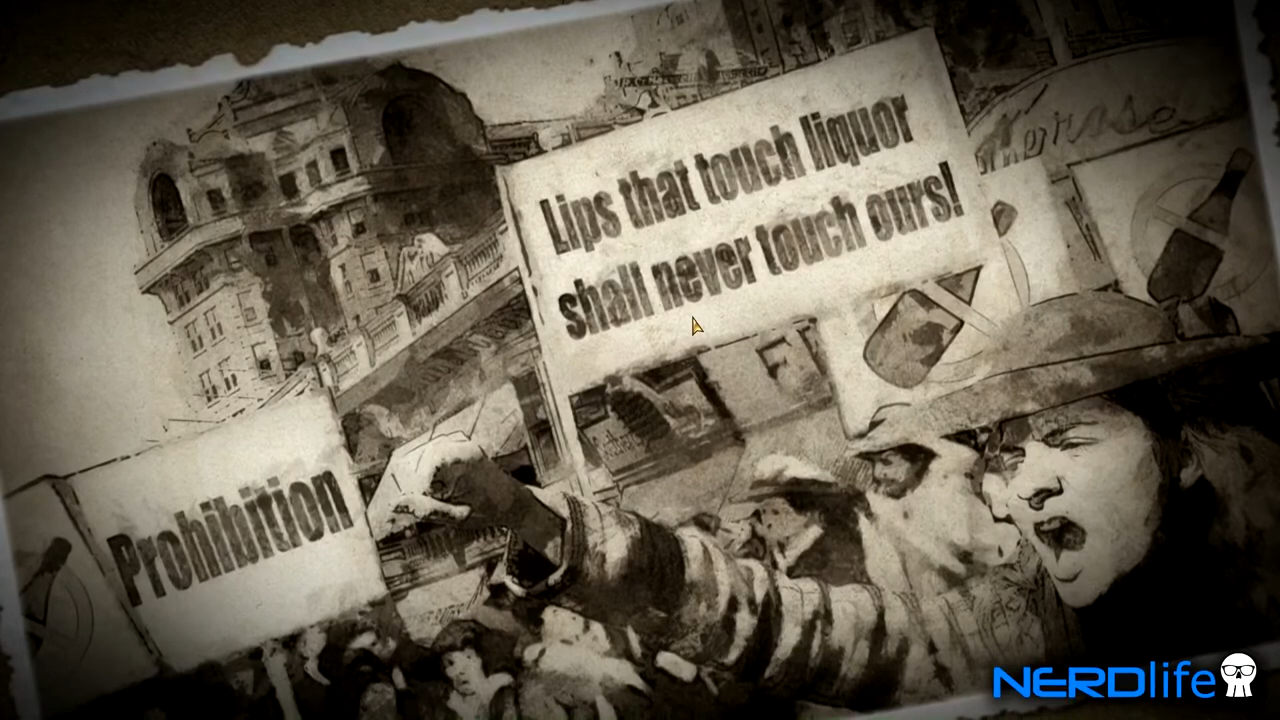 Lips that touch liquor
shall never touch ours!
Prohibition
NERDlife